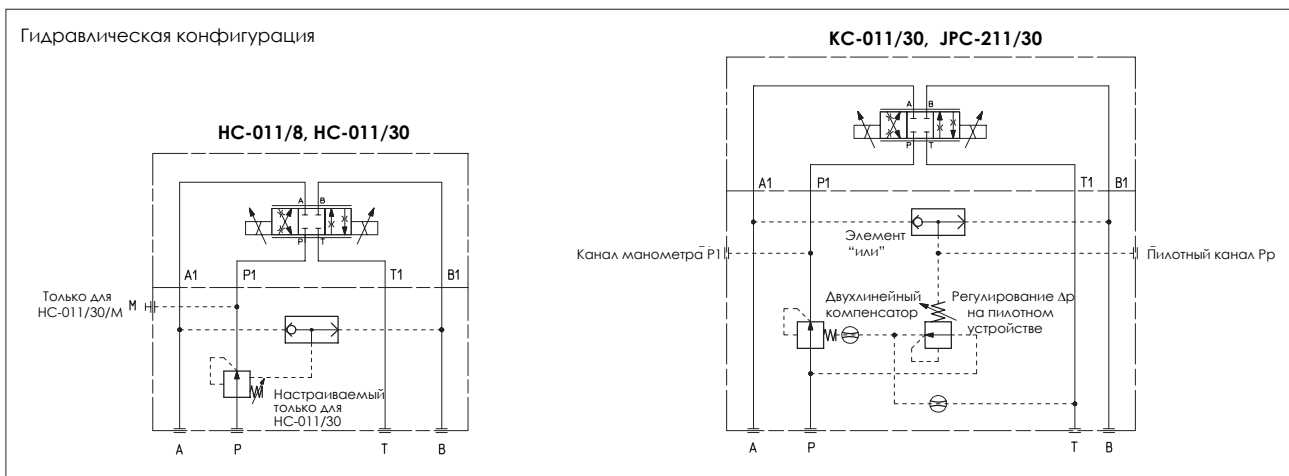 Гидравлическая конфигурация
HC-011/8, HC-011/30
A B
P T
A1 P1 T1 B1
Только для
HC-011/30/M
M
Настраиваемый
только для
HC-011/30
A P T B
KC-011/30, JPC-211/30
A B
P T
A1 P1 T1 B1
Элемент
“или”
Канал манометра P1
Пилотный канал Pp
Двухлинейный
компенсатор
Регулирование Δp
на пилотном
устройстве
A P T B